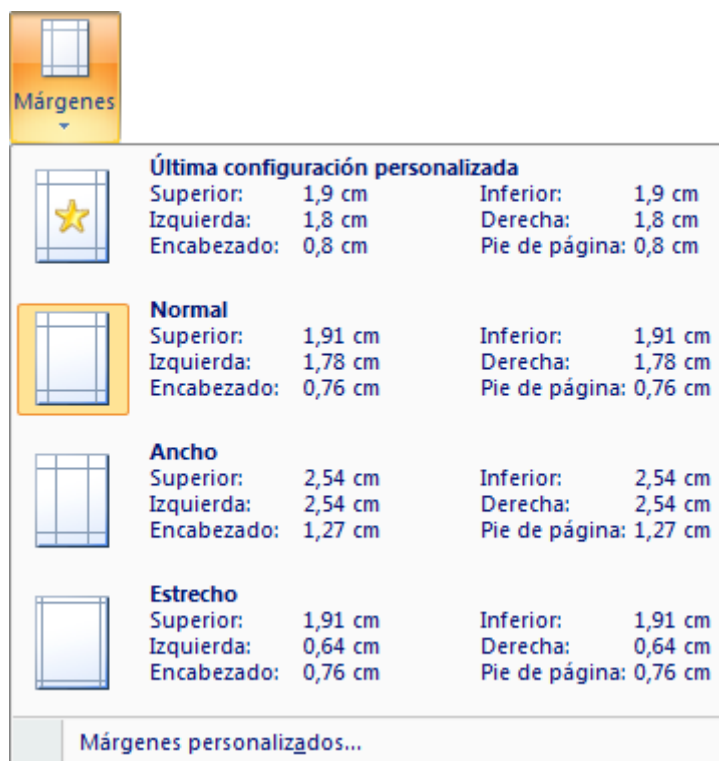 Márgenes
Última configuración personalizada
Superior: 1,9 cm Inferior: 1,9 cm
Izquierda: 1,8 cm Derecha: 1,8 cm
Encabezado: 0,8 cm Pie de página: 0,8 cm
Normal
Superior: 1,91 cm Inferior: 1,91 cm
Izquierda: 1,78 cm Derecha: 1,78 cm
Encabezado: 0,76 cm Pie de página: 0,76 cm
Ancho
Superior: 2,54 cm Inferior: 2,54 cm
Izquierda: 2,54 cm Derecha: 2,54 cm
Encabezado: 1,27 cm Pie de página: 1,27 cm
Estrecho
Superior: 1,91 cm Inferior: 1,91 cm
Izquierda: 0,64 cm Derecha: 0,64 cm
Encabezado: 0,76 cm Pie de página: 0,76 cm
Márgenes personalizados...